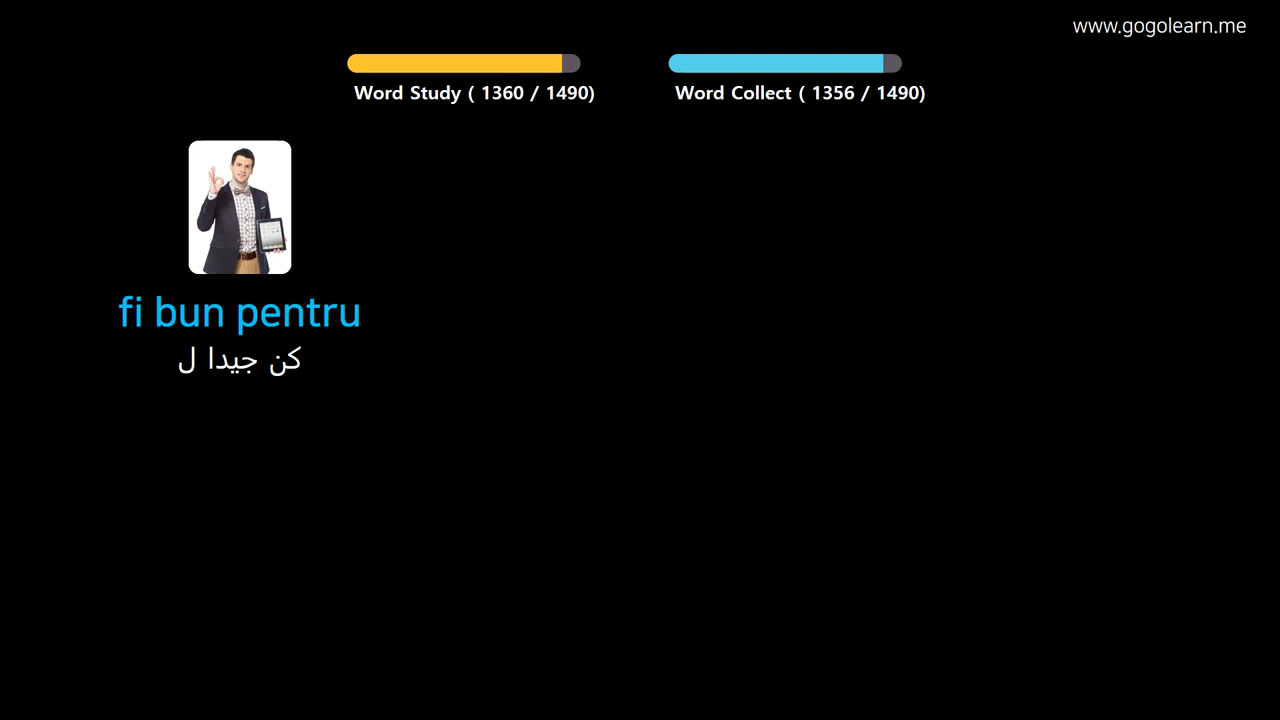 www.gogolearn.me
Word Study ( 1360 / 1490)
Word Collect ( 1356 / 1490)
fi bun pentru
كن جيدا ل